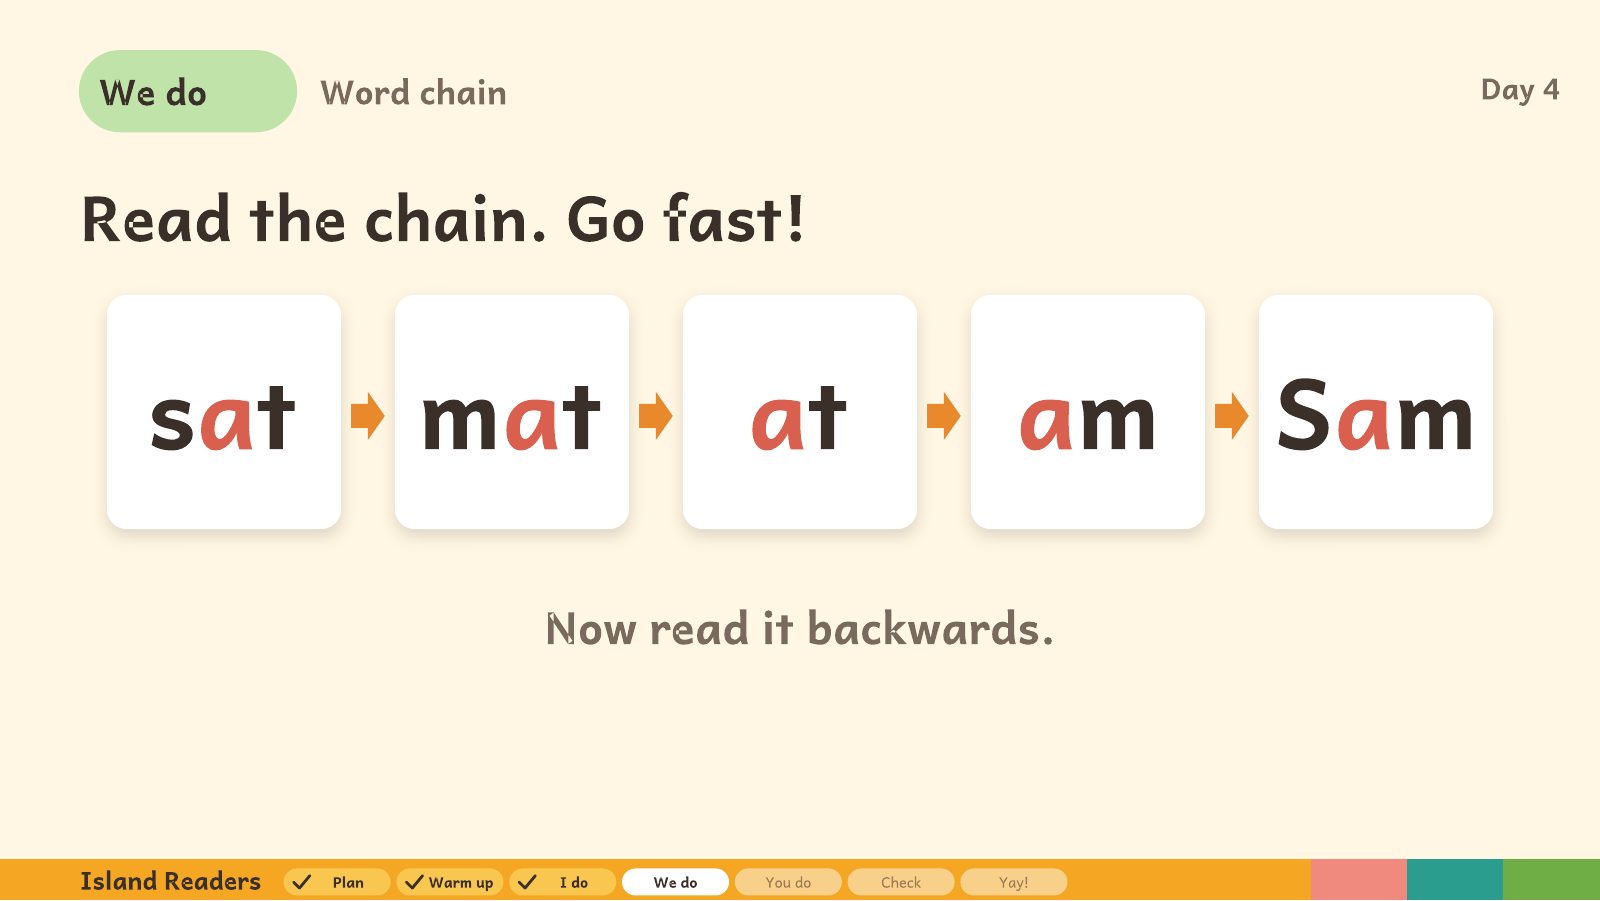 We do
Word chain
Day 4
Read the chain. Go fast!
sat
mat
at
am
Sam
Now read it backwards.
Island Readers
Plan
Warm up
I do
We do
You do
Check
Yay!